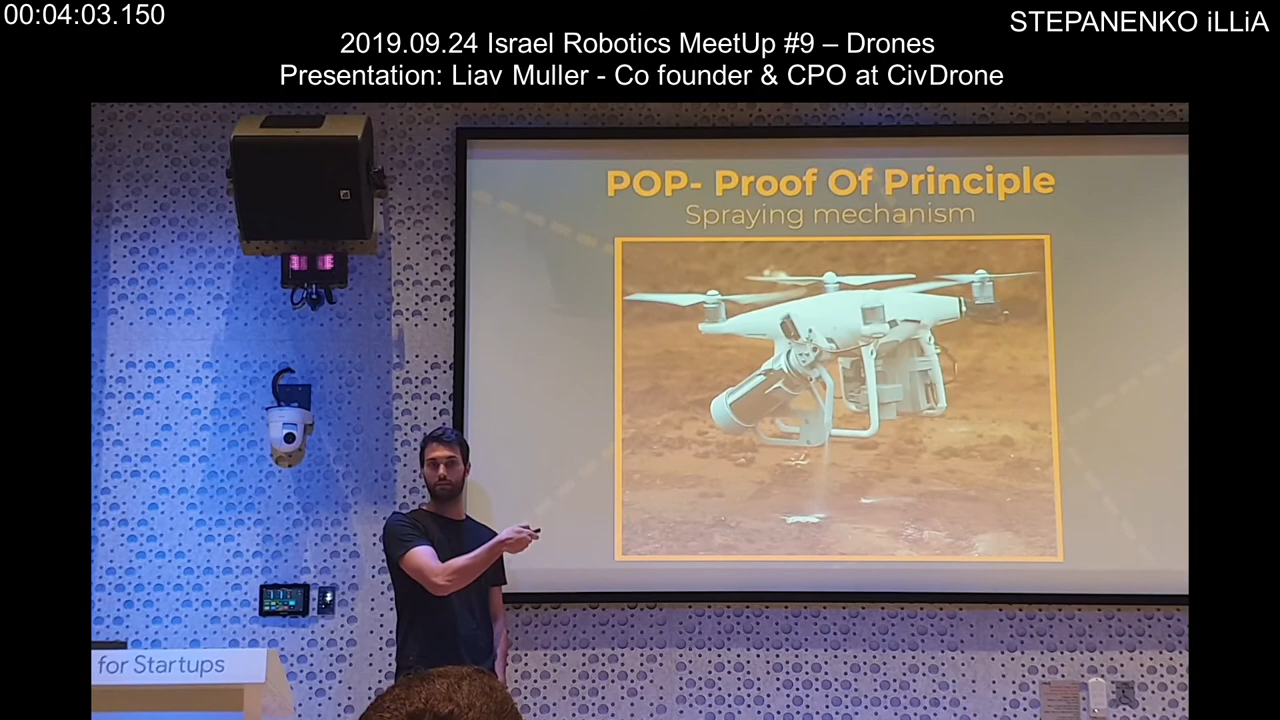 00:04:03.150
STEPANENKO iLLiA
2019.09.24 Israel Robotics MeetUp #9 – Drones
Presentation: Liav Muller - Co founder & CPO at CivDrone
POP- Proof Of Principle
Spraying mechanism
for Startups